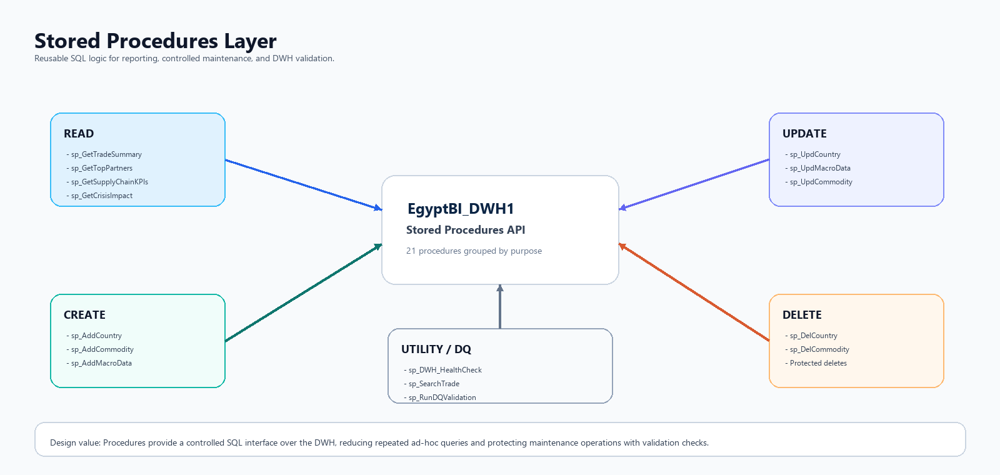 Stored Procedures Layer
Reusable SQL logic for reporting, controlled maintenance, and DWH validation.
READ
- sp_GetTradeSummary
- sp_GetTopPartners
- sp_GetSupplyChainKPIs
- sp_GetCrisisImpact
UPDATE
- sp_UpdCountry
- sp_UpdMacroData
- sp_UpdCommodity
EgyptBI_DWH1
Stored Procedures API
21 procedures grouped by purpose
CREATE
- sp_AddCountry
- sp_AddCommodity
- sp_AddMacroData
UTILITY / DQ
- sp_DWH_HealthCheck
- sp_SearchTrade
- sp_RunDQValidation
DELETE
- sp_DelCountry
- sp_DelCommodity
- Protected deletes
Design value: Procedures provide a controlled SQL interface over the DWH, reducing repeated ad-hoc queries and protecting maintenance operations with validation checks.